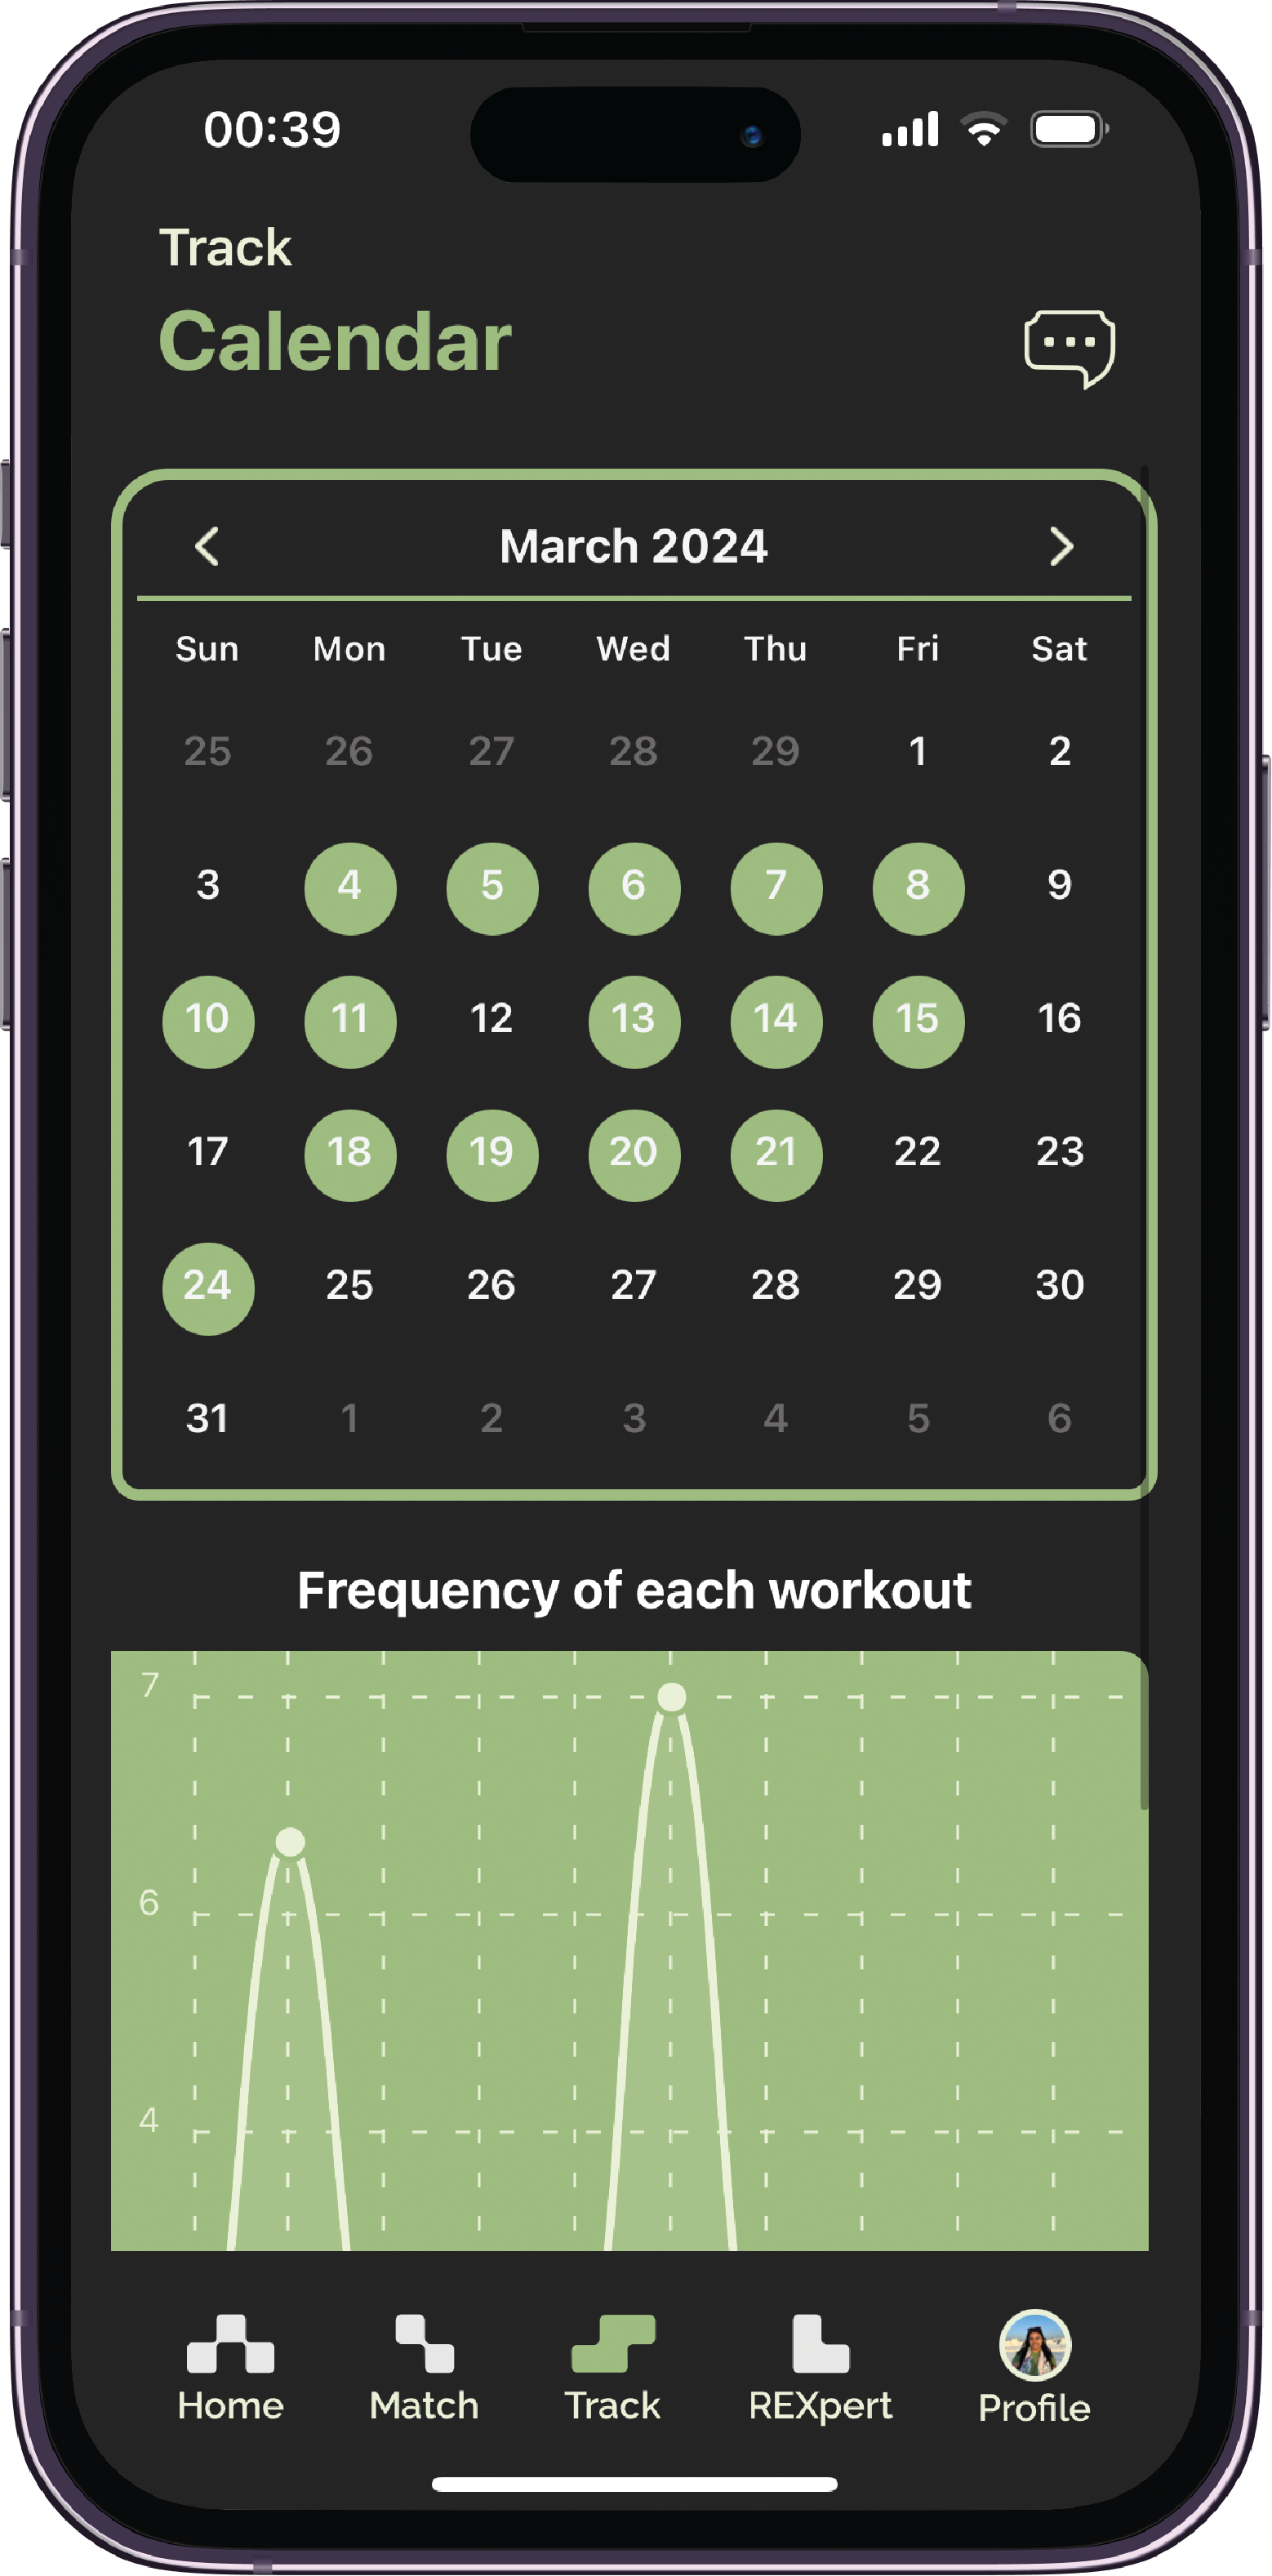 00:39
Track
Calendar
March 2024
Sun Mon Tue Wed Thu Fri Sat
25 26 27 28 29 1 2
3 4 5 6 7 8 9
10 11 12 13 14 15 16
17 18 19 20 21 22 23
24 25 26 27 28 29 30
31 1 2 3 4 5 6
Frequency of each workout
7
6
4
Home Match Track REXpert Profile